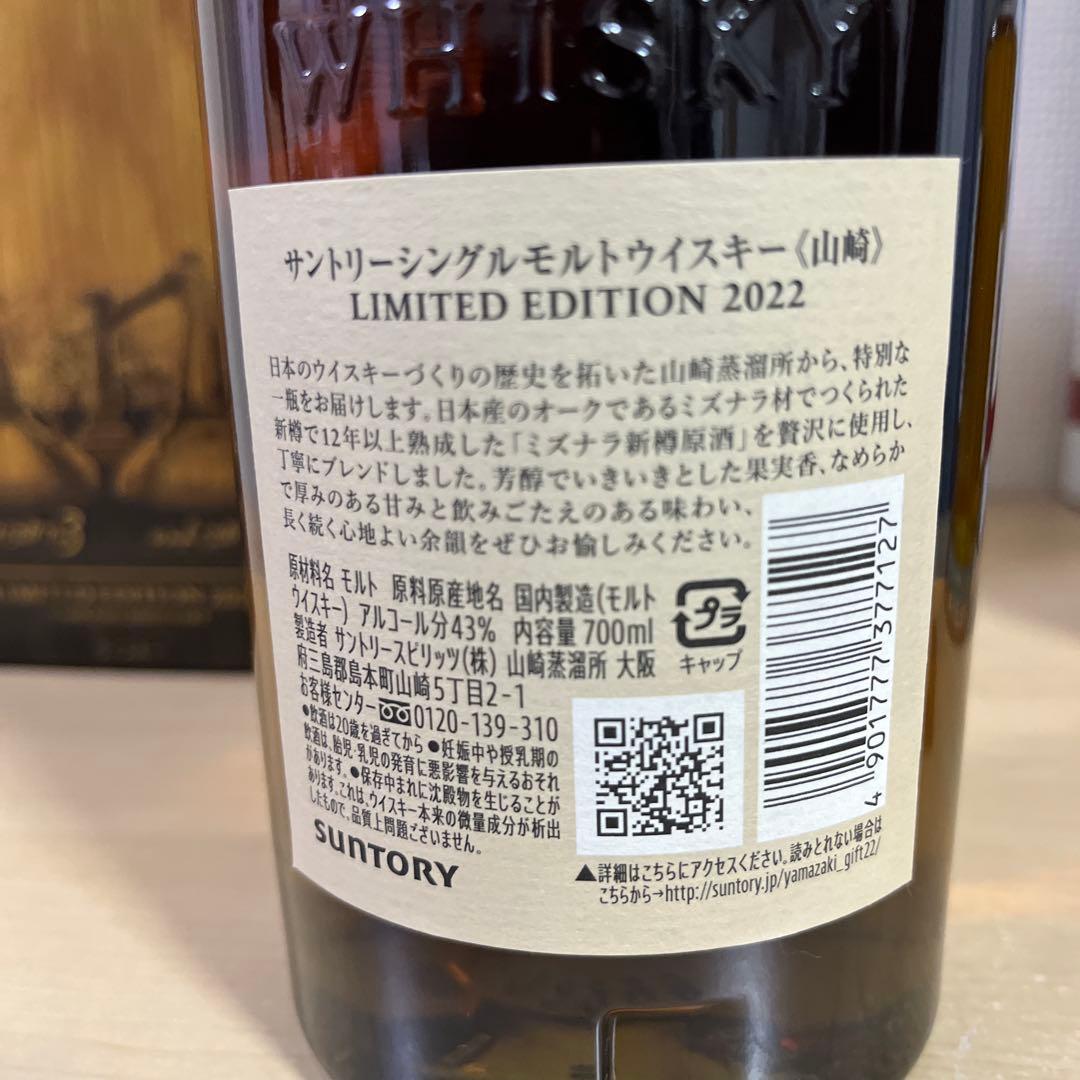 WHISKY
サントリーシングルモルトウイスキー《山崎》
LIMITED EDITION 2022
日本のウイスキーづくりの歴史を拓いた山崎蒸溜所から、特別な
一瓶をお届けします。日本産のオークであるミズナラ材でつくられた
新樽で12年以上熟成した「ミズナラ新樽原酒」を贅沢に使用し、
丁寧にブレンドしました。芳醇でいきいきとした果実香、なめらか
で厚みのある甘みと飲みごたえのある味わい、
長く続く心地よい余韻をぜひお愉しみください。
原材料名 モルト 原料原産地名 国内製造(モルト
ウイスキー) アルコール分43% 内容量 700ml
製造者 サントリースピリッツ(株) 山崎蒸溜所 大阪
府三島郡島本町山崎5丁目2-1
お客様センター 0120-139-310
●飲酒は20歳を過ぎてから ●妊娠中や授乳期の
飲酒は、胎児・乳児の発育に悪影響を与えるおそれ
があります。 ●保存中まれに沈殿物を生じることが
あります。これは、ウイスキー本来の微量成分が析出
したもので、品質上問題ございません。
SUNTORY
プラ
キャップ
4 901777 377127
▲詳細はこちらにアクセスください。読みとれない場合は
こちらから→http://suntory.jp/yamazaki_gift22/